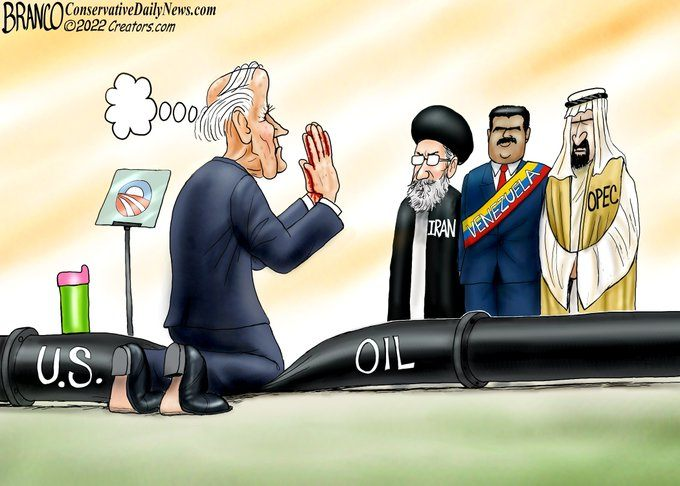 BRANCO ConservativeDailyNews.com
©2022 Creators.com
IRAN
VENEZUELA
OPEC
U.S.
OIL